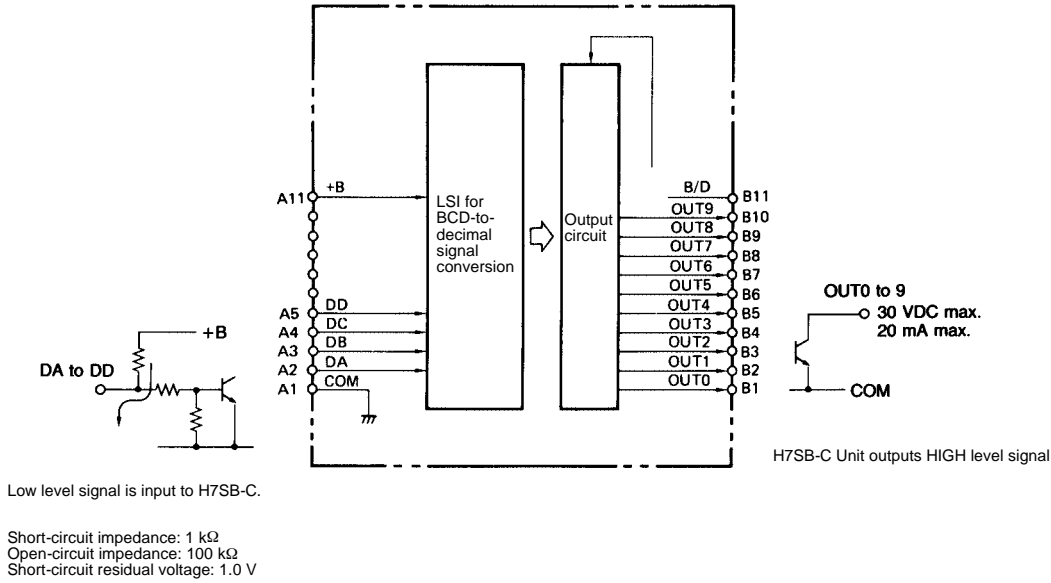 B/D
A11 +B B11
OUT9 B10
LSI for
BCD-to-
decimal
signal
conversion
Output
circuit
OUT8 B9
OUT7 B8
OUT6 B7
OUT5 B6
A5 DD OUT4 B5
A4 DC OUT3 B4
A3 DB OUT2 B3
A2 DA OUT1 B2
A1 COM OUT0 B1
+B
DA to DD
OUT0 to 9
30 VDC max.
20 mA max.
COM
H7SB-C Unit outputs HIGH level signal
Low level signal is input to H7SB-C.
Short-circuit impedance: 1 kΩ
Open-circuit impedance: 100 kΩ
Short-circuit residual voltage: 1.0 V